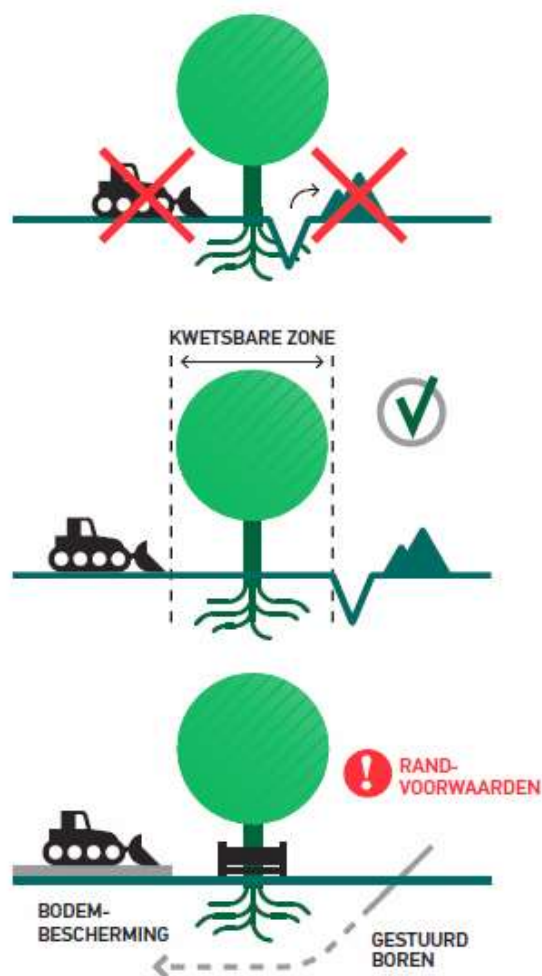 KWETSBARE ZONE
!
RAND-
VOORWAARDEN
BODEM-
BESCHERMING
GESTUURD
BOREN